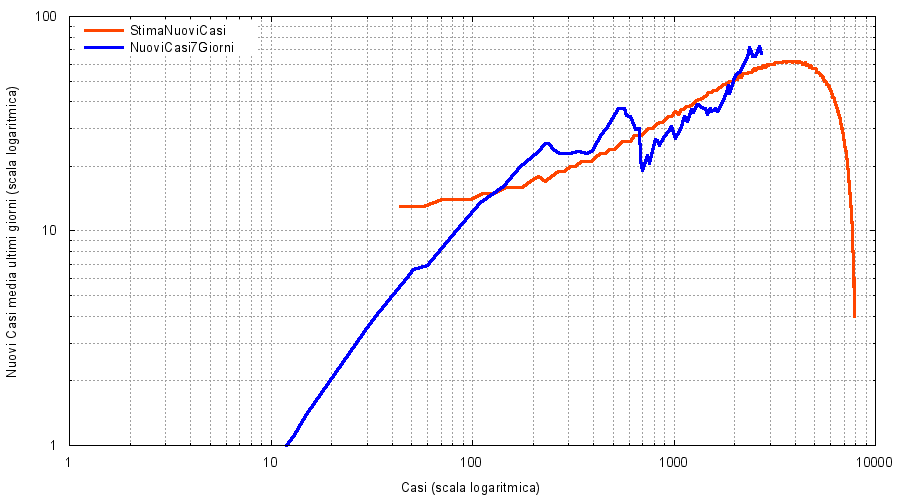 100
StimaNuoviCasi
NuoviCasi7Giorni
Nuovi Casi media ultimi giorni (scala logaritmica)
10
1
1
10
100
1000
10000
Casi (scala logaritmica)